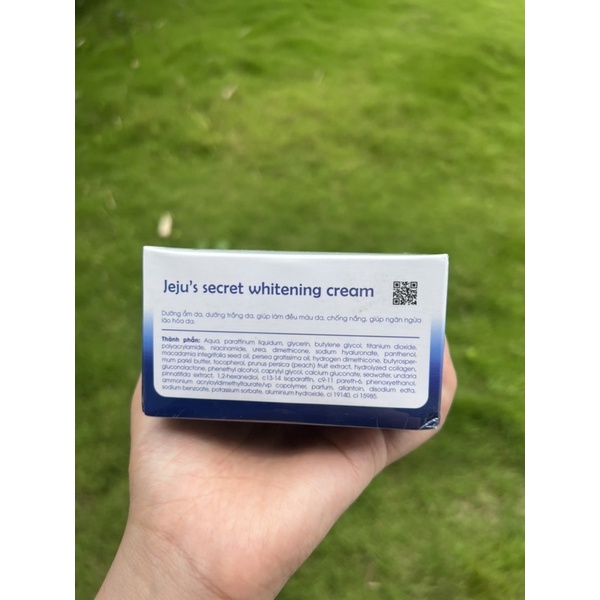 Jeju's secret whitening cream
Dưỡng ẩm da, dưỡng trắng da, giúp làm đều màu da, chống nắng, giúp ngăn ngừa
lão hóa da.
Thành phần: Aqua, paraffinum liquidum, glycerin, butylene glycol, titanium dioxide,
polyacrylamide, niacinamide, urea, dimethicone, sodium hyaluronate, panthenol,
macadamia integrifolia seed oil, persea gratissima oil, hydrogen dimethicone, butyrosper-
mum parkii butter, tocopherol, prunus persica (peach) fruit extract, hydrolyzed collagen,
gluconolactone, phenethyl alcohol, caprylyl glycol, calcium gluconate, seawater, undaria
pinnatifida extract, 1,2-hexanediol, c13-14 isoparaffin, c9-11 pareth-6, phenoxyethanol,
ammonium acryloyldimethyltaurate/vp copolymer, parfum, allantoin, disodium edta,
sodium benzoate, potassium sorbate, aluminium hydroxide, ci 19140, ci 15985.